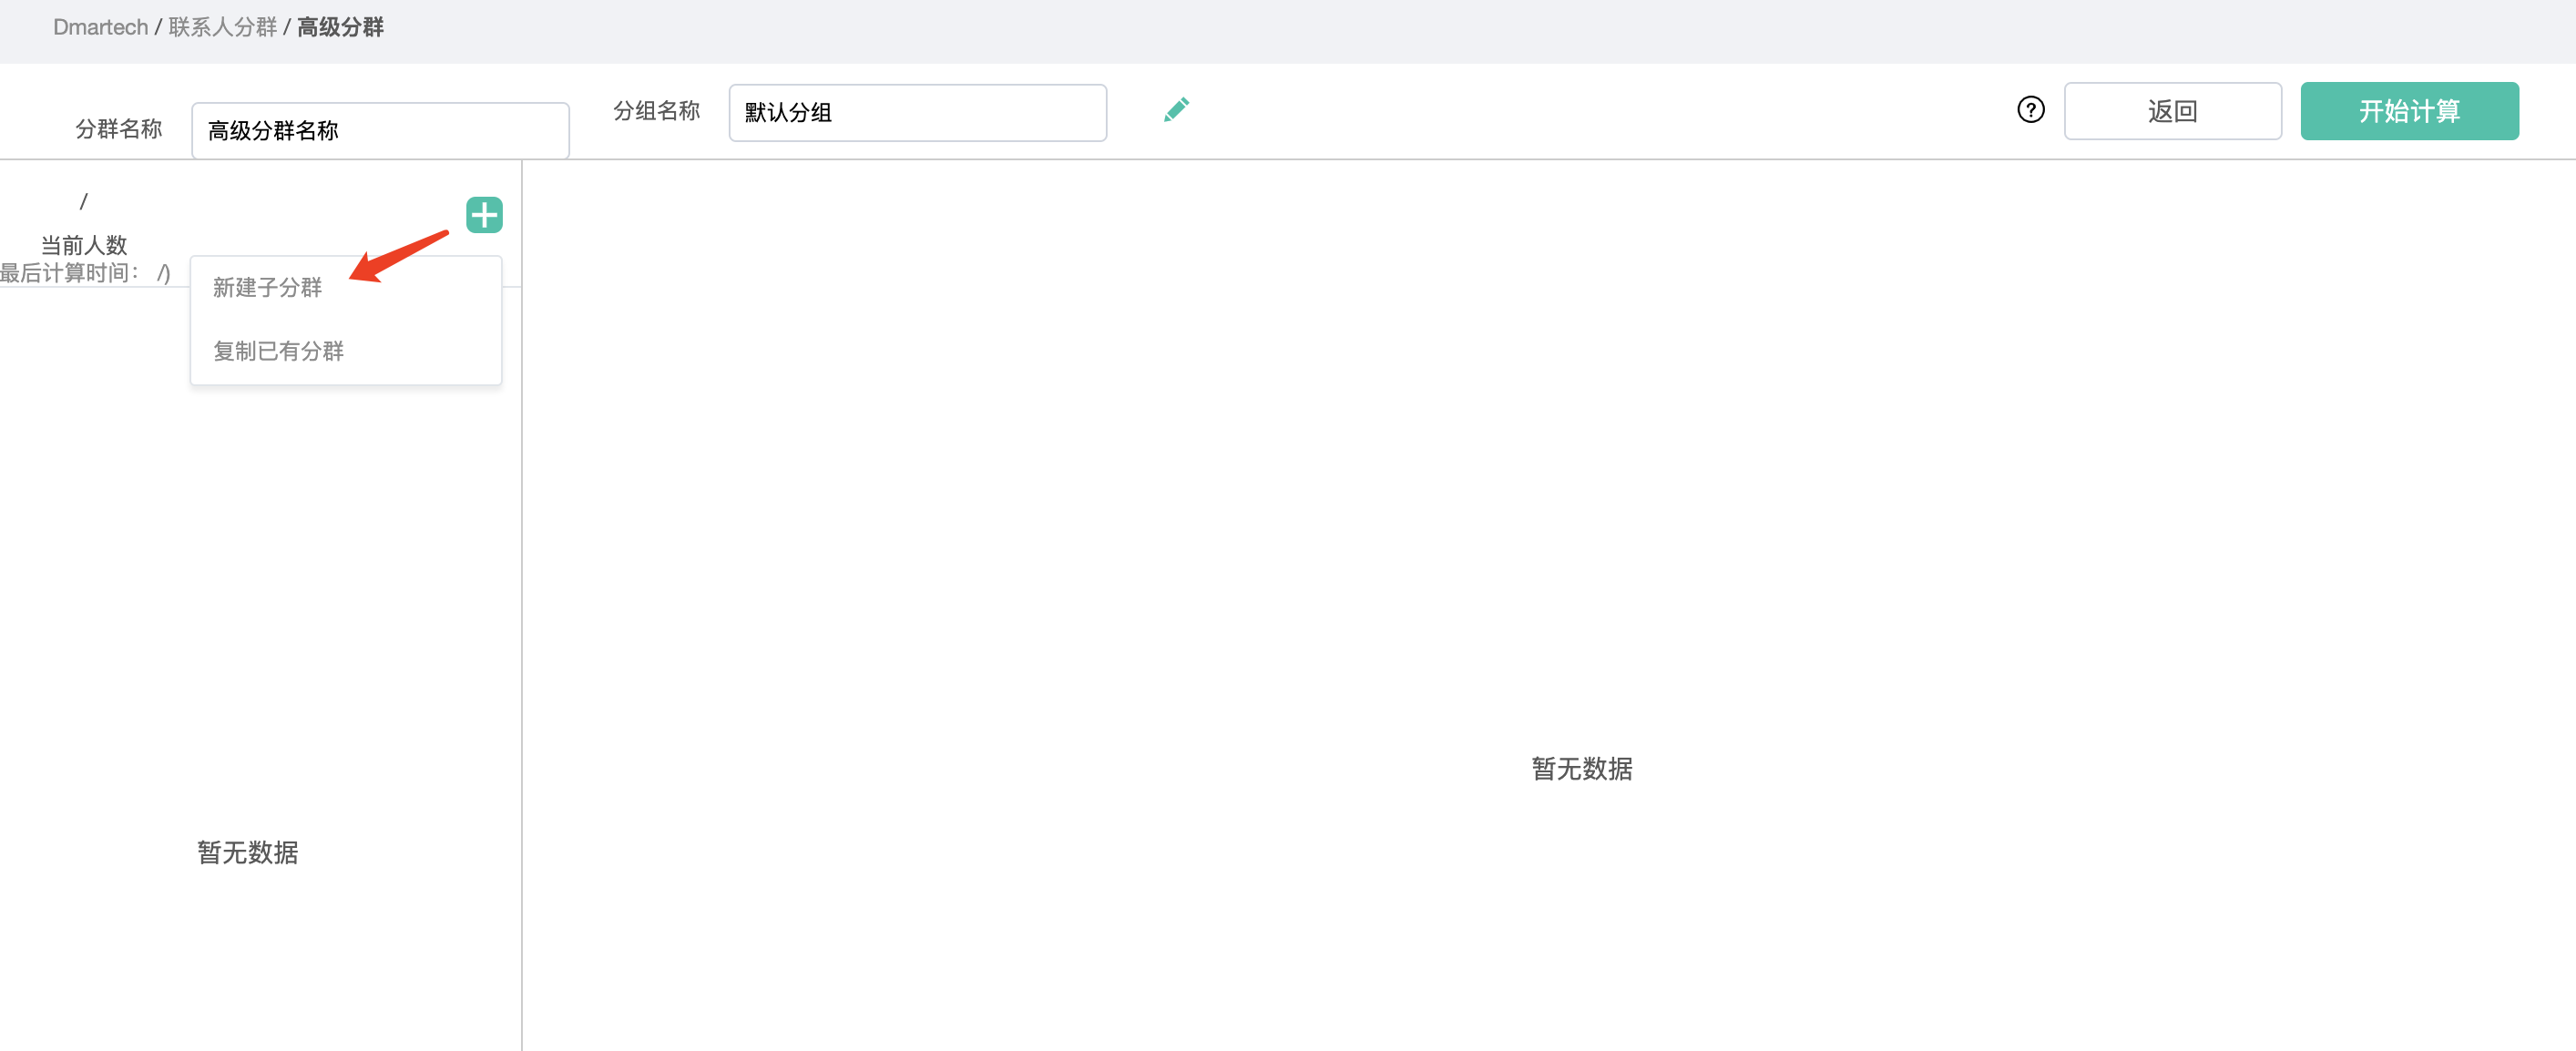 Dmartech / 联系人分群 / 高级分群
分群名称
高级分群名称
分组名称
默认分组
?
返回
开始计算
/
当前人数
最后计算时间： /)
新建子分群
复制已有分群
暂无数据
暂无数据